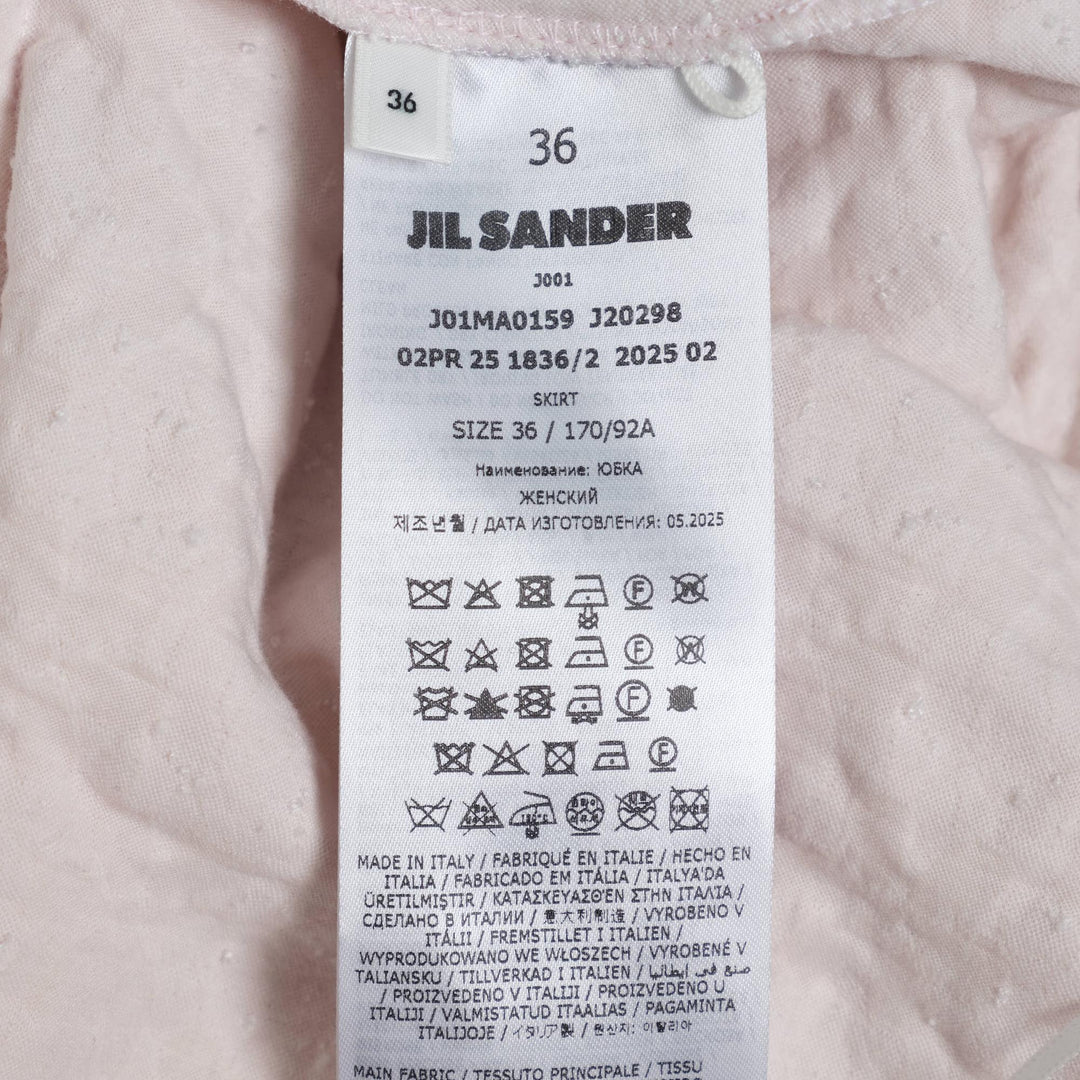 36
36
JIL SANDER
J001
J01MA0159 J20298
02PR 25 1836/2 2025 02
SKIRT
SIZE 36 / 170/92A
Наименование: ЮБКА
ЖЕНСКИЙ
제조년월 / ДАТА ИЗГОТОВЛЕНИЯ: 05.2025
MADE IN ITALY / FABRIQUÉ EN ITALIE / HECHO EN
ITALIA / FABRICADO EM ITÁLIA / ITALYA'DA
ÜRETILMIŞTIR / ΚΑΤΑΣΚΕΥΑΣΘ'ΕΝ ΣΤΗΝ ΙΤΑΛΊΑ /
СДЕЛАНО В ИТАЛИИ / 意大利制造 / VYROBENO V
ITÁLII / FREMSTILLET I ITALIEN /
WYPRODUKOWANO WE WŁOSZECH / VYROBENÉ V
TALIANSKU / TILLVERKAD I ITALIEN / صنع في ايطاليا
/ PROIZVEDENO V ITALIJI / PROIZVEDENO U
ITALIJI / VALMISTATUD ITAALIAS / PAGAMINTA
ITALIJOJE / イタリア製 / 원산지: 이탈리아
MAIN FABRIC / TESSUTO PRINCIPALE / TISSU